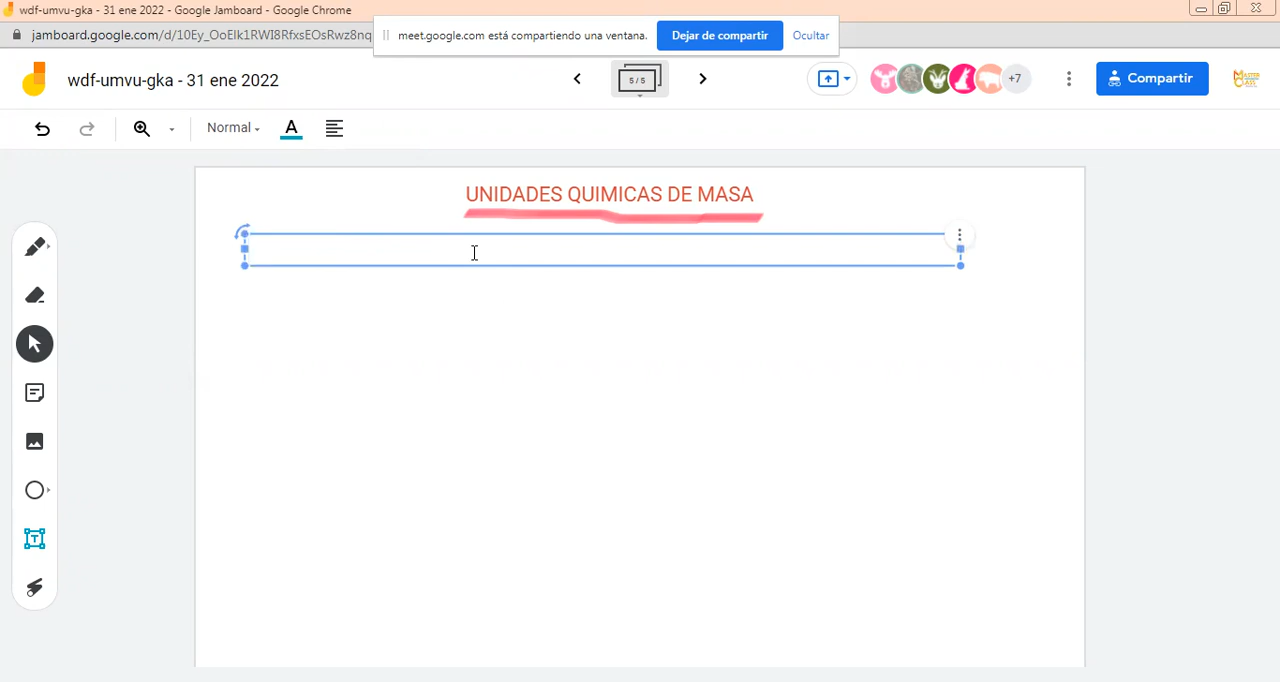 wdf-umvu-gka - 31 ene 2022 - Google Jamboard - Google Chrome
jamboard.google.com/d/10Ey_OoElk1RWI8RfxsEOsRwz8nq
meet.google.com está compartiendo una ventana.
Dejar de compartir
Ocultar
wdf-umvu-gka - 31 ene 2022
5 / 5
+7
Compartir
MASTER CLASS
Normal
A
UNIDADES QUIMICAS DE MASA
T